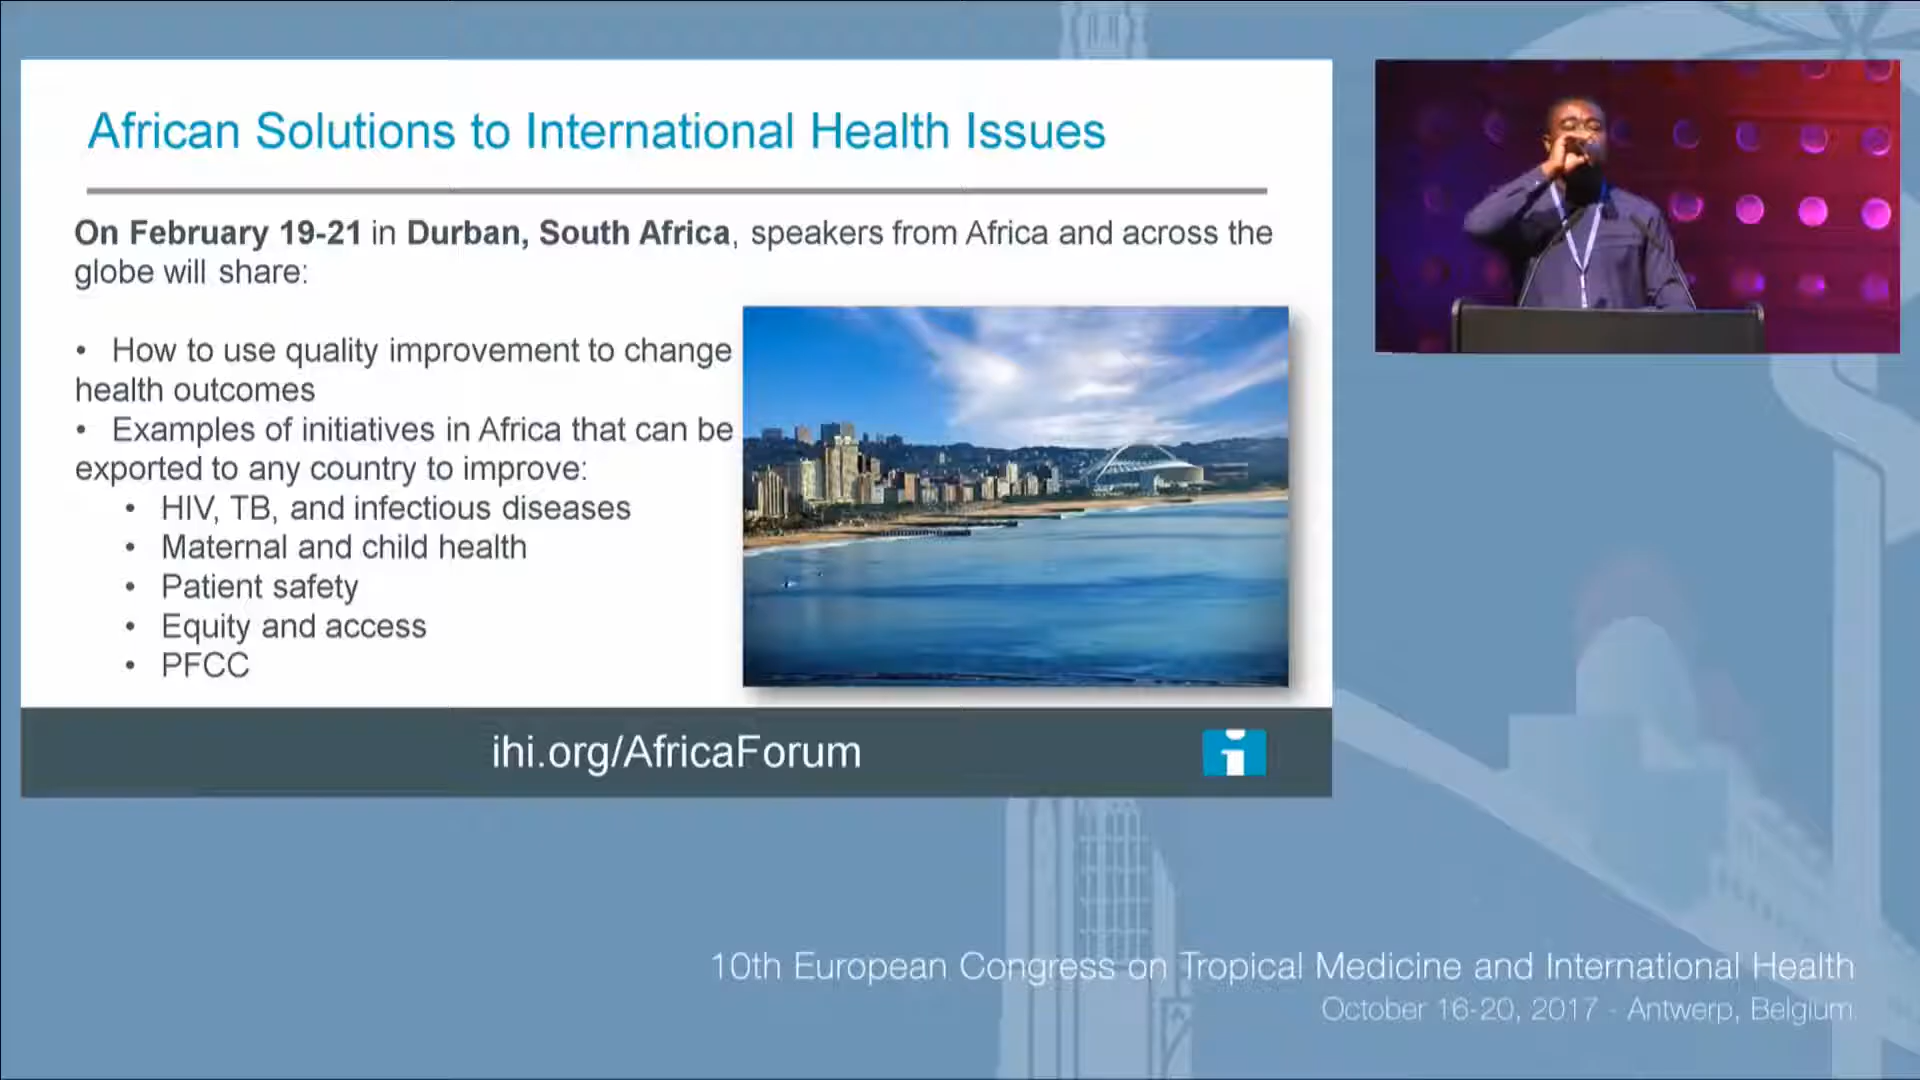 African Solutions to International Health Issues
On February 19-21 in Durban, South Africa, speakers from Africa and across the
globe will share:
• How to use quality improvement to change
health outcomes
• Examples of initiatives in Africa that can be
exported to any country to improve:
• HIV, TB, and infectious diseases
• Maternal and child health
• Patient safety
• Equity and access
• PFCC
ihi.org/AfricaForum
10th European Congress on Tropical Medicine and International Health
October 16-20, 2017 - Antwerp, Belgium